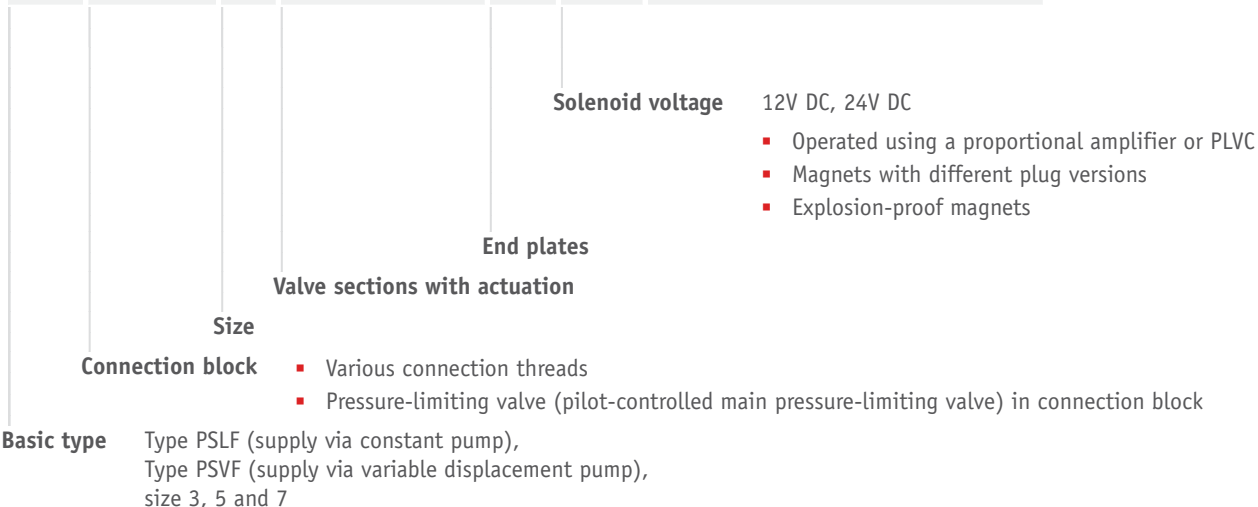 Solenoid voltage 12V DC, 24V DC
▪ Operated using a proportional amplifier or PLVC
▪ Magnets with different plug versions
▪ Explosion-proof magnets
End plates
Valve sections with actuation
Size
Connection block ▪ Various connection threads
▪ Pressure-limiting valve (pilot-controlled main pressure-limiting valve) in connection block
Basic type Type PSLF (supply via constant pump),
Type PSVF (supply via variable displacement pump),
size 3, 5 and 7